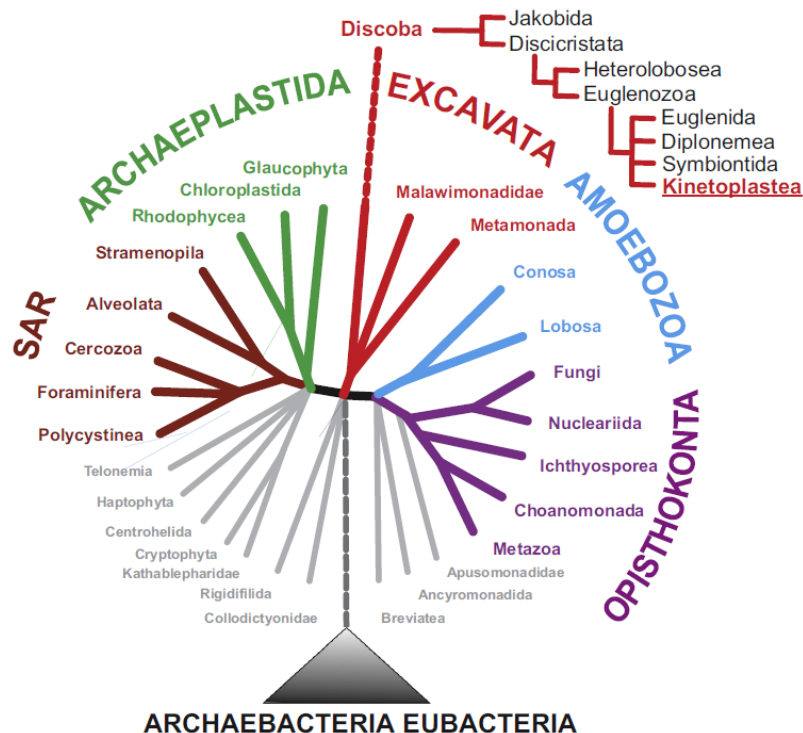 Discoba
Jakobida
Discicristata
Heterolobosea
Euglenozoa
Euglenida
Diplonemea
Symbiontida
Kinetoplastea
ARCHAEPLASTIDA
EXCAVATA
AMOEBOZOA
OPISTHOKONTA
SAR
Glaucophyta
Chloroplastida
Rhodophycea
Stramenopila
Alveolata
Cercozoa
Foraminifera
Polycystinea
Telonemia
Haptophyta
Centrohelida
Cryptophyta
Kathablepharidae
Rigidifilida
Collodictyonidae
Malawimonadidae
Metamonada
Conosa
Lobosa
Fungi
Nucleariida
Ichthyosporea
Choanomonada
Metazoa
Apusomonadidae
Ancyromonadida
Breviatea
ARCHAEBACTERIA EUBACTERIA